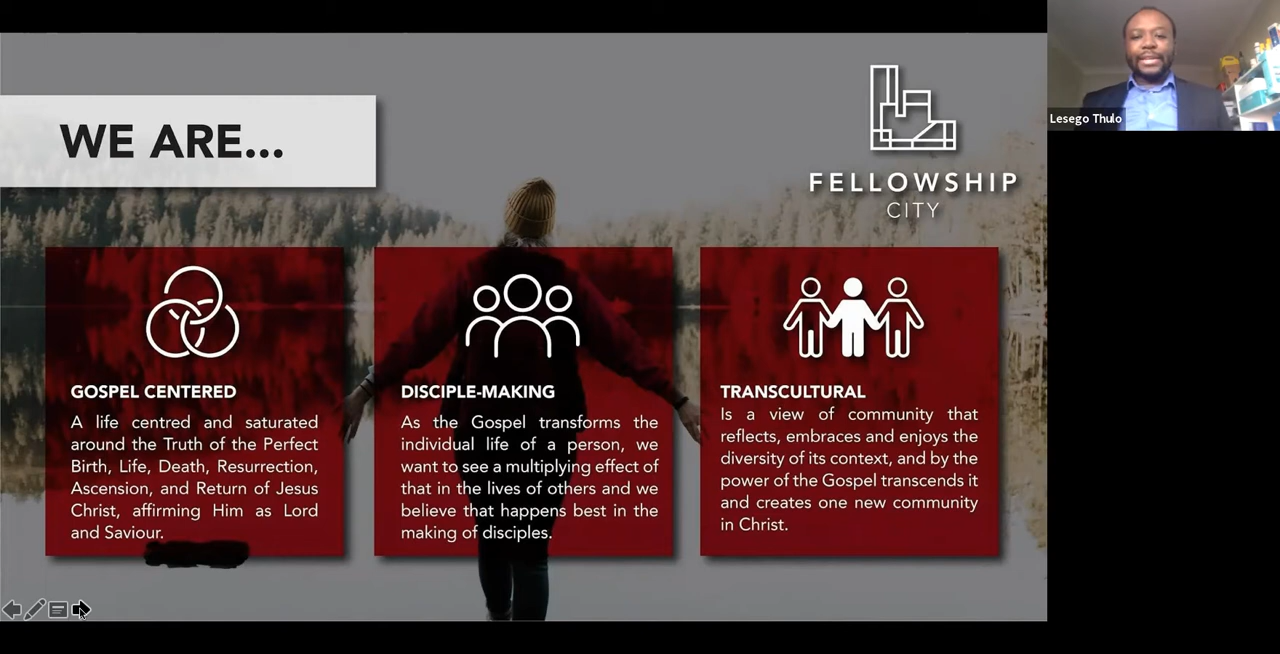 WE ARE...
FELLOWSHIP
CITY
Lesego Thulo
GOSPEL CENTERED
A life centred and saturated
around the Truth of the Perfect
Birth, Life, Death, Resurrection,
Ascension, and Return of Jesus
Christ, affirming Him as Lord
and Saviour.
DISCIPLE-MAKING
As the Gospel transforms the
individual life of a person, we
want to see a multiplying effect of
that in the lives of others and we
believe that happens best in the
making of disciples.
TRANSCULTURAL
Is a view of community that
reflects, embraces and enjoys the
diversity of its context, and by the
power of the Gospel transcends it
and creates one new community
in Christ.